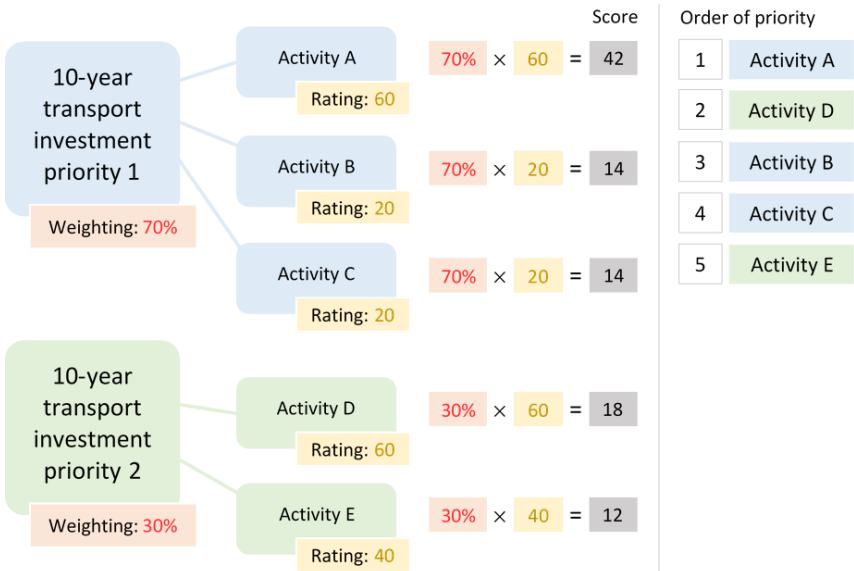 Score
Order of priority
10-year
transport
investment
priority 1
Weighting: 70%
Activity A
Rating: 60
70% × 60 = 42
Activity B
Rating: 20
70% × 20 = 14
Activity C
Rating: 20
70% × 20 = 14
10-year
transport
investment
priority 2
Weighting: 30%
Activity D
Rating: 60
30% × 60 = 18
Activity E
Rating: 40
30% × 40 = 12
1 Activity A
2 Activity D
3 Activity B
4 Activity C
5 Activity E